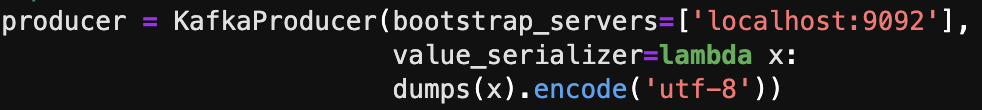 producer = KafkaProducer(bootstrap_servers=['localhost:9092'],
                         value_serializer=lambda x:
                         dumps(x).encode('utf-8'))